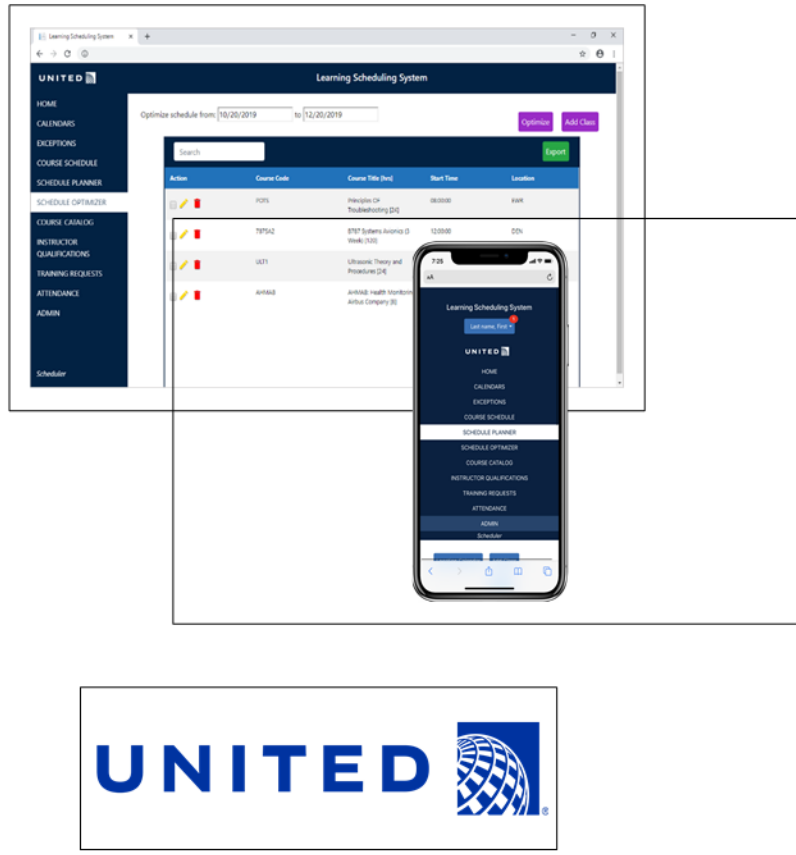 Learning Scheduling System
UNITED
Learning Scheduling System
HOME
CALENDARS
EXCEPTIONS
COURSE SCHEDULE
SCHEDULE PLANNER
SCHEDULE OPTIMIZER
COURSE CATALOG
INSTRUCTOR
QUALIFICATIONS
TRAINING REQUESTS
ATTENDANCE
ADMIN
Scheduler
Optimize schedule from: 10/20/2019 to 12/20/2019
Optimize Add Class
Search Export
Action Course Code Course Title (hrs) Start Time Location
POTS Principles Of
Troubleshooting [24] 08:00:00 EWR
B787 Systems Avionics (3
Weeks (120) 12:00:00 DEN
ULT1 Ultrasonic Theory and
Procedures [24]
AHMAB AHMAB: Health Monitorin
Airbus Company (8)
7:25
AA
Learning Scheduling System
Last name, First
UNITED
HOME
CALENDARS
EXCEPTIONS
COURSE SCHEDULE
SCHEDULE PLANNER
SCHEDULE OPTIMIZER
COURSE CATALOG
INSTRUCTOR QUALIFICATIONS
TRAINING REQUESTS
ATTENDANCE
ADMIN
Scheduler
UNITED